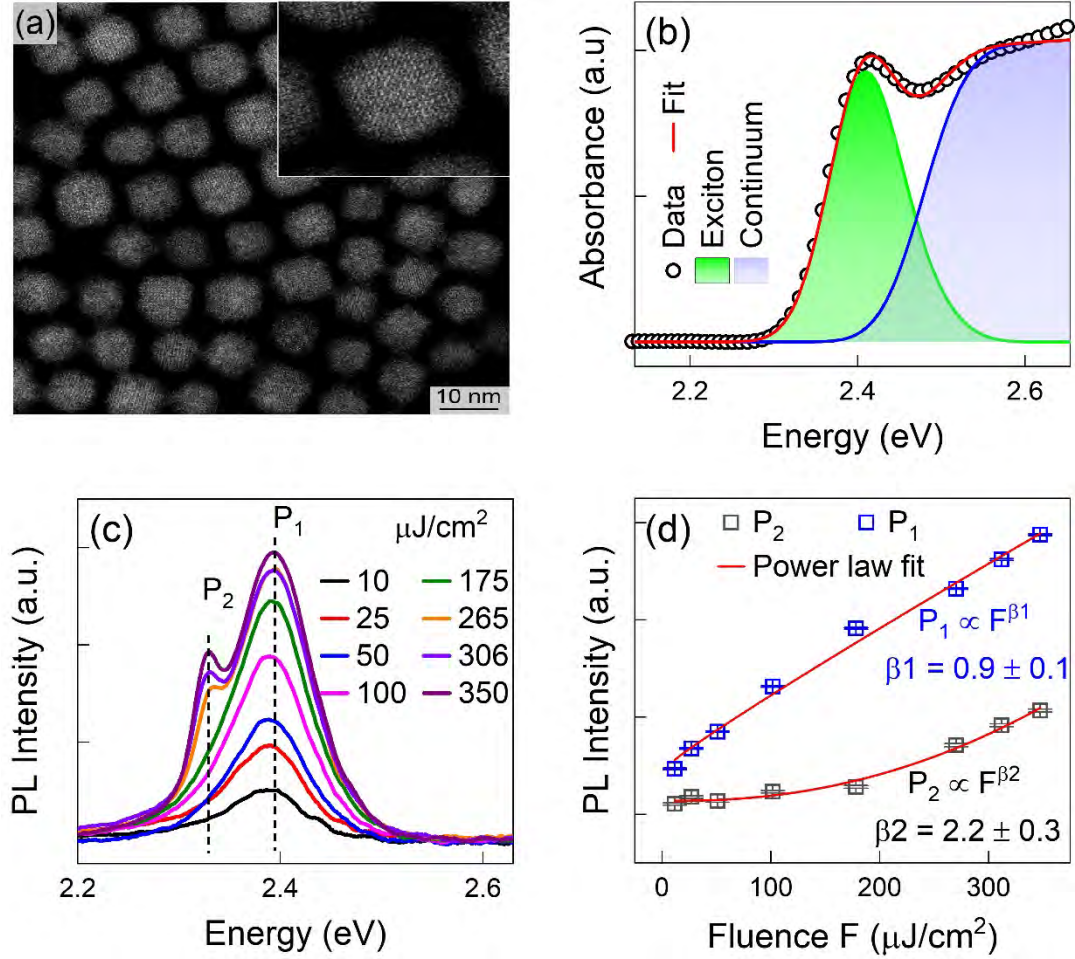 (a)
10 nm
(b)
Absorbance (a.u)
Data
Fit
Exciton
Continuum
2.2
2.4
2.6
Energy (eV)
(c)
P₁
μJ/cm²
P₂
10
175
25
265
50
306
100
350
PL Intensity (a.u.)
2.2
2.4
2.6
Energy (eV)
(d)
P₂
P₁
Power law fit
P₁ ∝ F^β1
β1 = 0.9 ± 0.1
P₂ ∝ F^β2
β2 = 2.2 ± 0.3
PL Intensity (a.u.)
0
100
200
300
Fluence F (μJ/cm²)